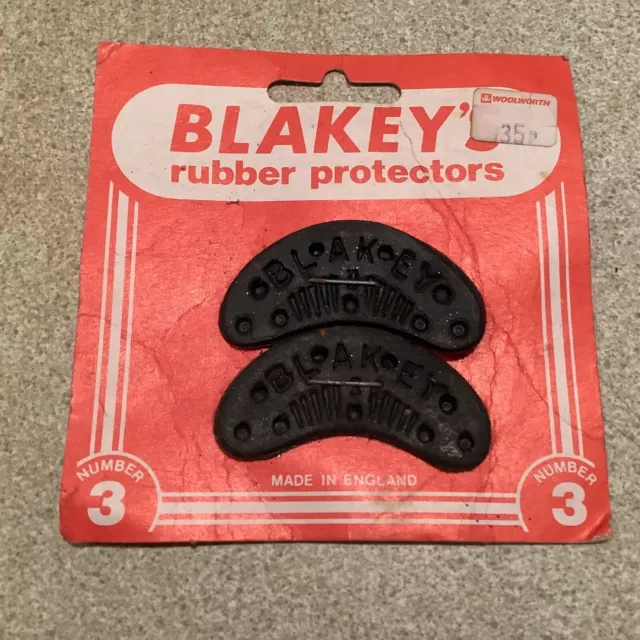 BLAKEY'S
WOOLWORTH
35P
rubber protectors
BLAKEY
BLAKEY
MADE IN ENGLAND
NUMBER
3
NUMBER
3